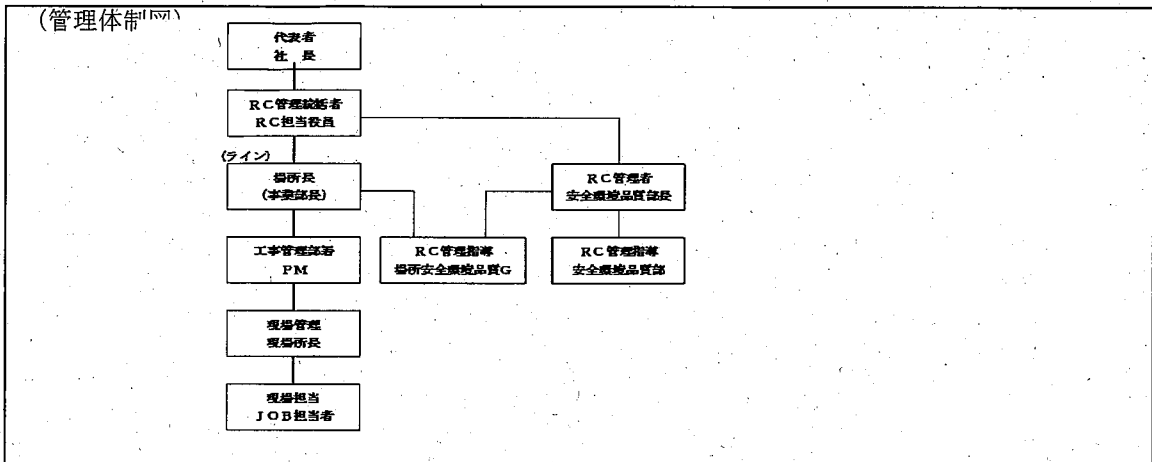 (管理体制図)
代表者
社 長
RC管理統括者
RC担当役員
(ライン)
場所長
(事業部長)
RC管理者
安全環境品質部長
工事管理部署
PM
RC管理指導
場所安全環境品質G
RC管理指導
安全環境品質部
現場管理
現場所長
現場担当
JOB担当者